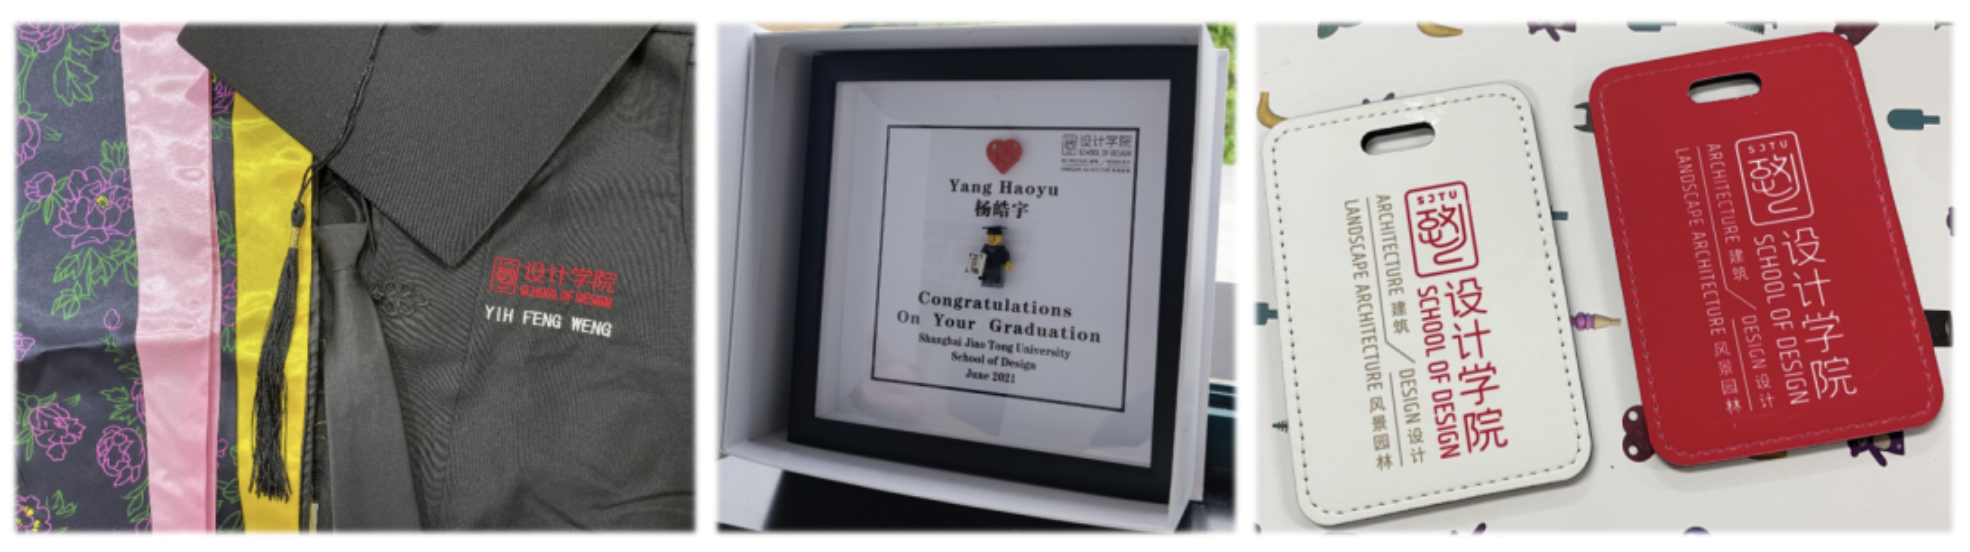 设计学院
SCHOOL OF DESIGN
YIH FENG WENG
设计学院
SCHOOL OF DESIGN
Yang Haoyu
杨皓宇
Congratulations
On Your Graduation
Shanghai Jiao Tong University
School of Design
June 2021
SJTU
设计学院
SCHOOL OF DESIGN
ARCHITECTURE 建筑 / DESIGN 设计
LANDSCAPE ARCHITECTURE 风景园林
SJTU
设计学院
SCHOOL OF DESIGN
ARCHITECTURE 建筑 / DESIGN 设计
LANDSCAPE ARCHITECTURE 风景园林